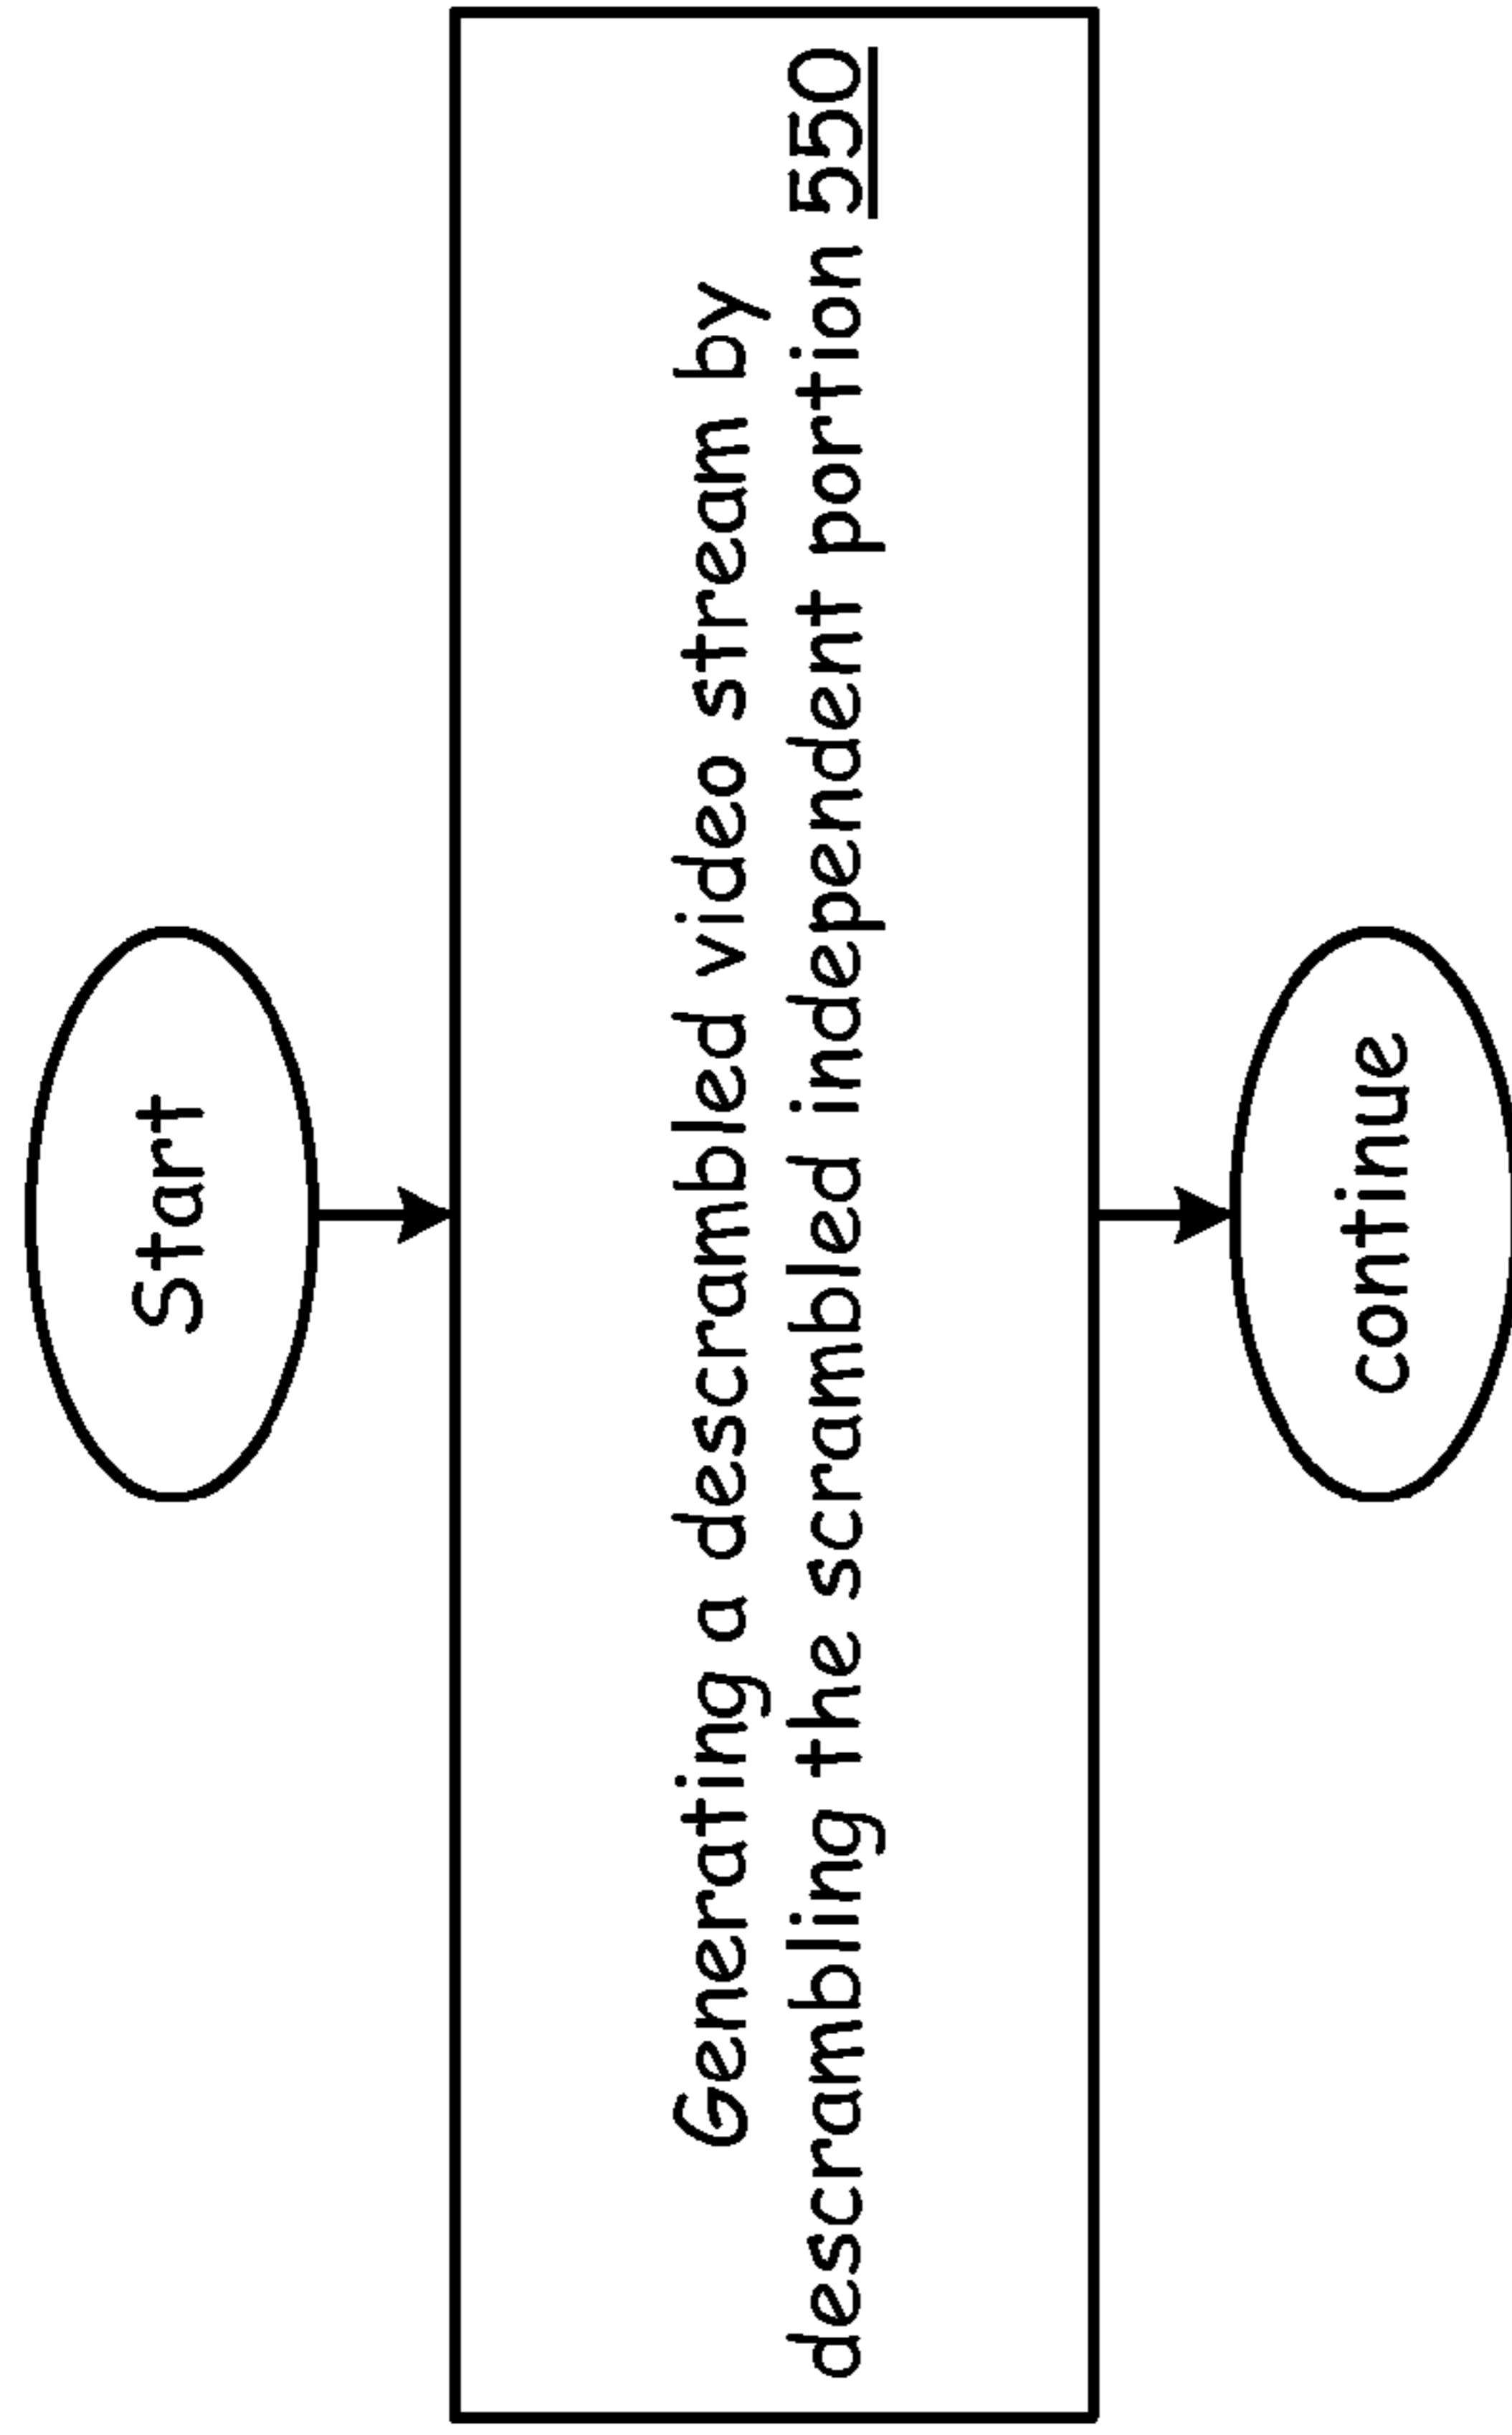 Start
Generating a descrambled video stream by
descrambling the scrambled independent portion 550
continue